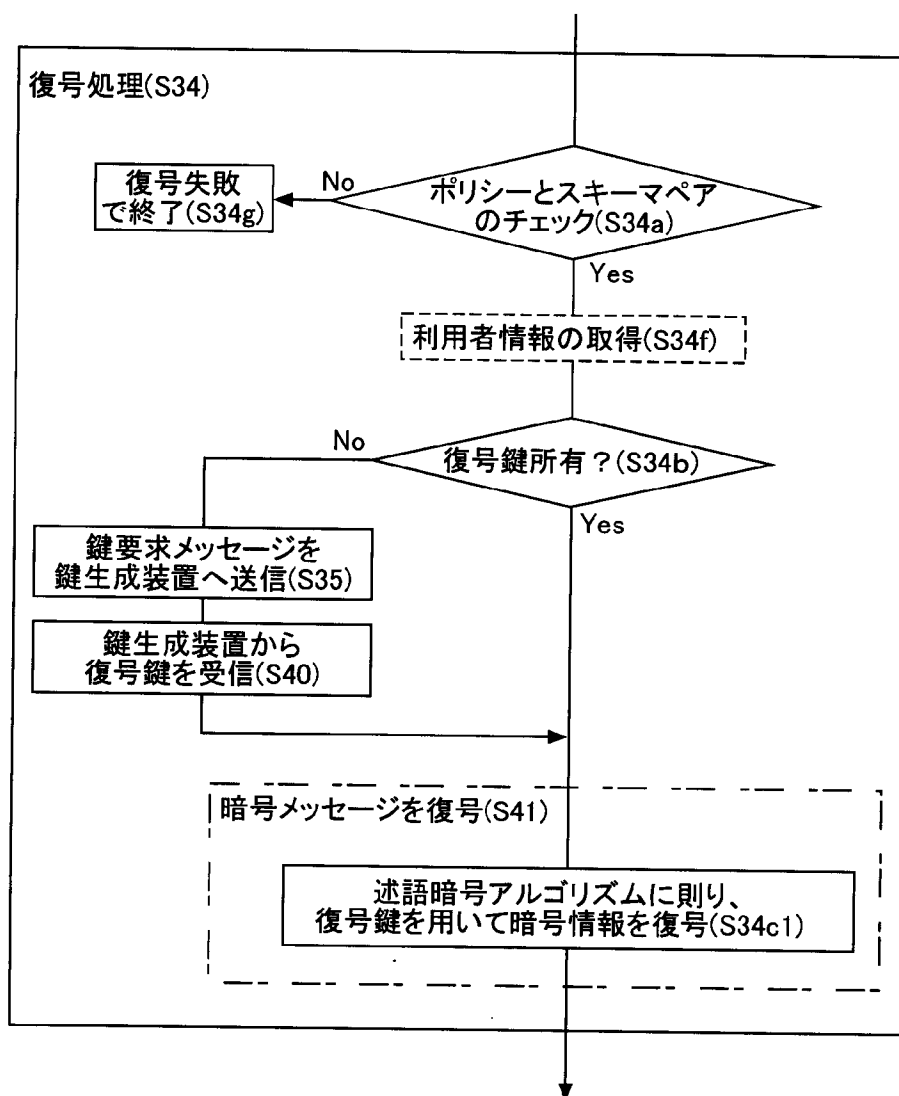 復号処理(S34)
ポリシーとスキーマペア
のチェック(S34a)
No
復号失敗
で終了(S34g)
Yes
利用者情報の取得(S34f)
復号鍵所有？(S34b)
No
Yes
鍵要求メッセージを
鍵生成装置へ送信(S35)
鍵生成装置から
復号鍵を受信(S40)
暗号メッセージを復号(S41)
述語暗号アルゴリズムに則り、
復号鍵を用いて暗号情報を復号(S34c1)